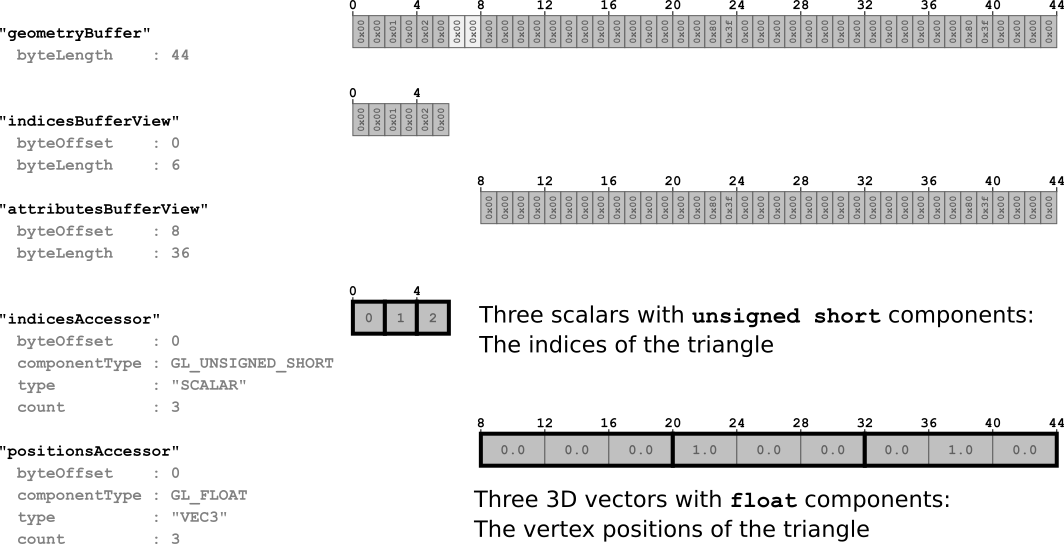 0 4 8 12 16 20 24 28 32 36 40 44
"geometryBuffer"
0x00 0x00 0x01 0x00 0x02 0x00 0x00 0x00 0x00 0x00 0x00 0x00 0x00 0x00 0x00 0x00 0x00 0x00 0x00 0x00 0x00 0x00 0x80 0x3f 0x00 0x00 0x00 0x00 0x00 0x00 0x00 0x00 0x00 0x00 0x00 0x00 0x00 0x00 0x80 0x3f 0x00 0x00 0x00 0x00
byteLength : 44
0 4
"indicesBufferView"
0x00 0x00 0x01 0x00 0x02 0x00
byteOffset : 0
byteLength : 6
8 12 16 20 24 28 32 36 40 44
"attributesBufferView"
0x00 0x00 0x00 0x00 0x00 0x00 0x00 0x00 0x00 0x00 0x00 0x00 0x00 0x00 0x80 0x3f 0x00 0x00 0x00 0x00 0x00 0x00 0x00 0x00 0x00 0x00 0x00 0x00 0x00 0x00 0x80 0x3f 0x00 0x00 0x00 0x00
byteOffset : 8
byteLength : 36
0 4
"indicesAccessor"
0 1 2
byteOffset : 0
componentType : GL_UNSIGNED_SHORT
type : "SCALAR"
count : 3
Three scalars with unsigned short components:
The indices of the triangle
8 12 16 20 24 28 32 36 40 44
"positionsAccessor"
0.0 0.0 0.0 1.0 0.0 0.0 0.0 1.0 0.0
byteOffset : 0
componentType : GL_FLOAT
type : "VEC3"
count : 3
Three 3D vectors with float components:
The vertex positions of the triangle